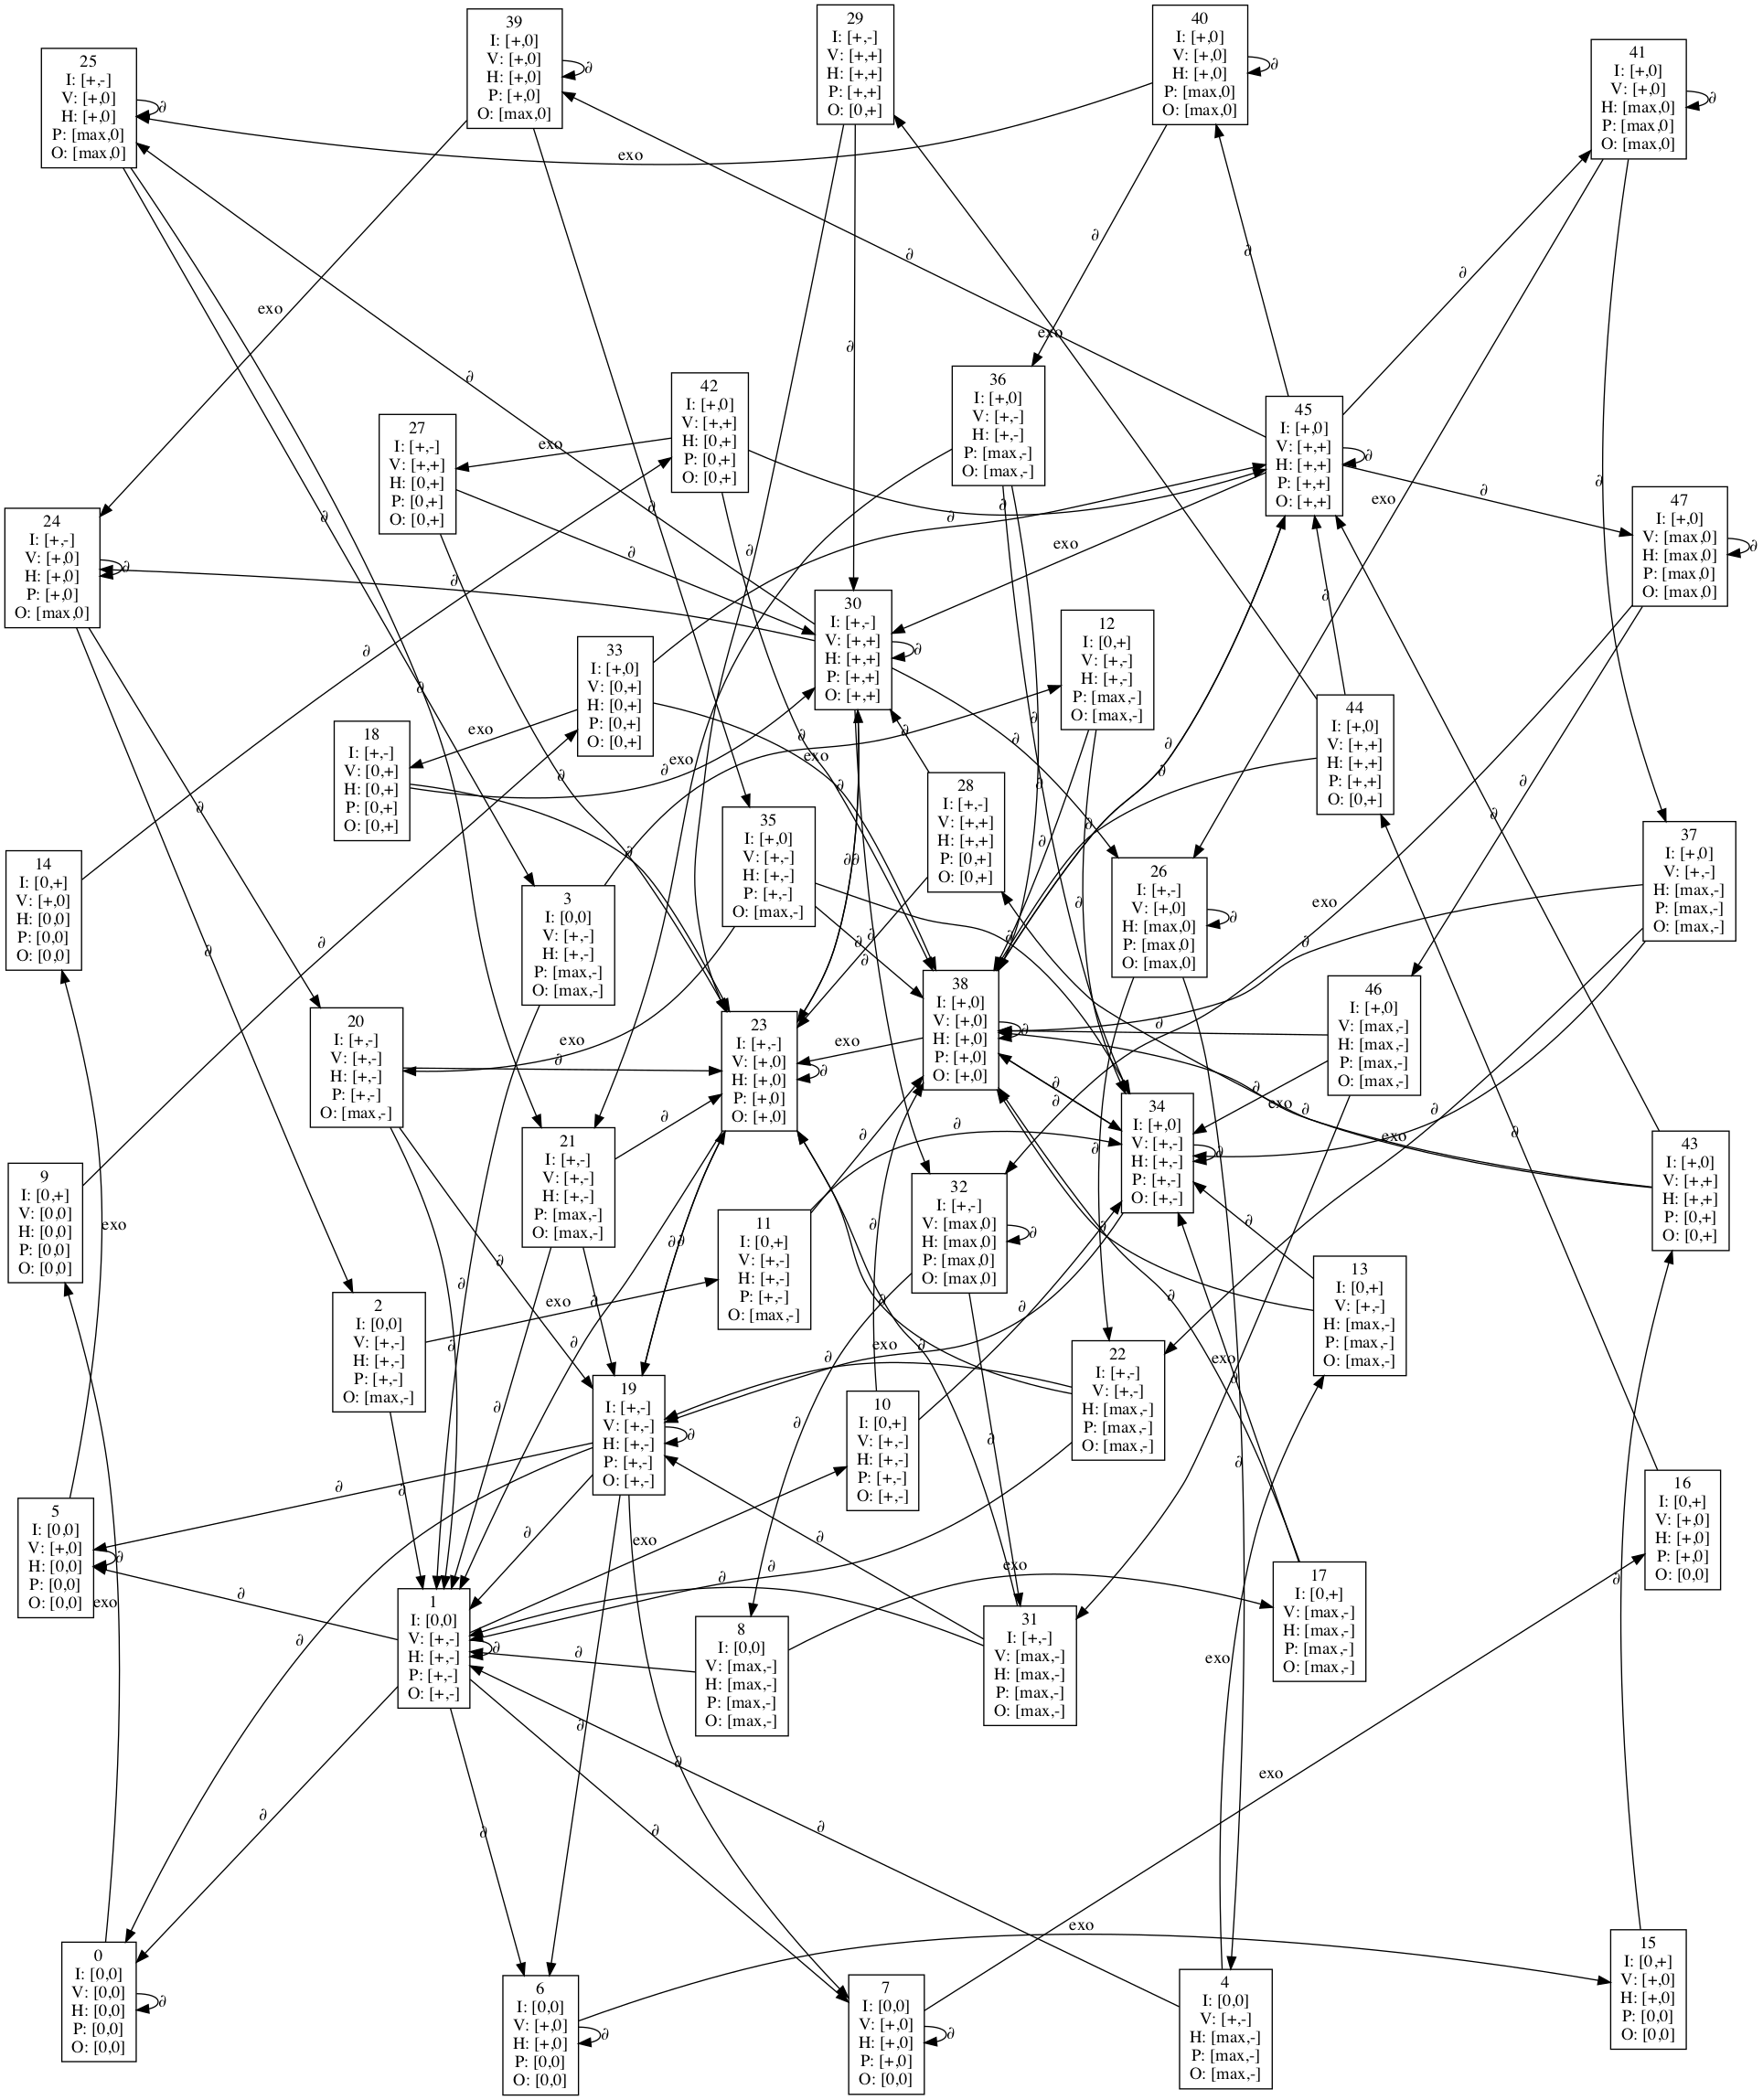 39
I: [+,0]
V: [+,0]
H: [+,0]
P: [+,0]
O: [max,0]
29
I: [+,-]
V: [+,+]
H: [+,+]
P: [+,+]
O: [0,+]
40
I: [+,0]
V: [+,0]
H: [+,0]
P: [max,0]
O: [max,0]
41
I: [+,0]
V: [+,0]
H: [max,0]
P: [max,0]
O: [max,0]
25
I: [+,-]
V: [+,0]
H: [+,0]
P: [max,0]
O: [max,0]
∂
∂
∂
∂
exo
∂
∂
∂
∂
exo
exo
∂
∂
36
I: [+,0]
V: [+,-]
H: [+,-]
P: [max,-]
O: [max,-]
42
I: [+,0]
V: [+,+]
H: [0,+]
P: [0,+]
O: [0,+]
45
I: [+,0]
V: [+,+]
H: [+,+]
P: [+,+]
O: [+,+]
27
I: [+,-]
V: [+,+]
H: [0,+]
P: [0,+]
O: [0,+]
exo
∂
∂
∂
exo
47
I: [+,0]
V: [max,0]
H: [max,0]
P: [max,0]
O: [max,0]
24
I: [+,-]
V: [+,0]
H: [+,0]
P: [+,0]
O: [max,0]
∂
∂
∂
∂
∂
∂
∂
exo
∂
∂
∂
∂
30
I: [+,-]
V: [+,+]
H: [+,+]
P: [+,+]
O: [+,+]
12
I: [0,+]
V: [+,-]
H: [+,-]
P: [max,-]
O: [max,-]
33
I: [+,0]
V: [0,+]
H: [0,+]
P: [0,+]
O: [0,+]
∂
∂
∂
44
I: [+,0]
V: [+,+]
H: [+,+]
P: [+,+]
O: [0,+]
18
I: [+,-]
V: [0,+]
H: [0,+]
P: [0,+]
O: [0,+]
exo
∂
∂
∂
∂
∂
∂
exo
exo
∂
∂
∂
∂
∂
∂
28
I: [+,-]
V: [+,+]
H: [+,+]
P: [0,+]
O: [0,+]
35
I: [+,0]
V: [+,-]
H: [+,-]
P: [+,-]
O: [max,-]
37
I: [+,0]
V: [+,-]
H: [max,-]
P: [max,-]
O: [max,-]
14
I: [0,+]
V: [+,0]
H: [0,0]
P: [0,0]
O: [0,0]
∂
∂
∂
∂
∂
∂
∂
26
I: [+,-]
V: [+,0]
H: [max,0]
P: [max,0]
O: [max,0]
∂
3
I: [0,0]
V: [+,-]
H: [+,-]
P: [max,-]
O: [max,-]
∂
exo
∂
∂
∂
∂
∂
∂
∂
38
I: [+,0]
V: [+,0]
H: [+,0]
P: [+,0]
O: [+,0]
46
I: [+,0]
V: [max,-]
H: [max,-]
P: [max,-]
O: [max,-]
20
I: [+,-]
V: [+,-]
H: [+,-]
P: [+,-]
O: [max,-]
23
I: [+,-]
V: [+,0]
H: [+,0]
P: [+,0]
O: [+,0]
∂
∂
exo
exo
∂
∂
∂
∂
∂
∂
exo
∂
∂
34
I: [+,0]
V: [+,-]
H: [+,-]
P: [+,-]
O: [+,-]
∂
∂
exo
∂
21
I: [+,-]
V: [+,-]
H: [+,-]
P: [max,-]
O: [max,-]
∂
∂
∂
∂
43
I: [+,0]
V: [+,+]
H: [+,+]
P: [0,+]
O: [0,+]
9
I: [0,+]
V: [0,0]
H: [0,0]
P: [0,0]
O: [0,0]
exo
32
I: [+,-]
V: [max,0]
H: [max,0]
P: [max,0]
O: [max,0]
∂
11
I: [0,+]
V: [+,-]
H: [+,-]
P: [+,-]
O: [max,-]
∂
∂
∂
∂
∂
∂
∂
13
I: [0,+]
V: [+,-]
H: [max,-]
P: [max,-]
O: [max,-]
2
I: [0,0]
V: [+,-]
H: [+,-]
P: [+,-]
O: [max,-]
exo
∂
∂
∂
∂
∂
∂
∂
∂
exo
∂
∂
exo
∂
22
I: [+,-]
V: [+,-]
H: [max,-]
P: [max,-]
O: [max,-]
19
I: [+,-]
V: [+,-]
H: [+,-]
P: [+,-]
O: [+,-]
∂
10
I: [0,+]
V: [+,-]
H: [+,-]
P: [+,-]
O: [+,-]
∂
∂
∂
∂
∂
16
I: [0,+]
V: [+,0]
H: [+,0]
P: [+,0]
O: [0,0]
5
I: [0,0]
V: [+,0]
H: [0,0]
P: [0,0]
O: [0,0]
∂
∂
∂
∂
exo
∂
exo
∂
∂
∂
exo
∂
17
I: [0,+]
V: [max,-]
H: [max,-]
P: [max,-]
O: [max,-]
1
I: [0,0]
V: [+,-]
H: [+,-]
P: [+,-]
O: [+,-]
∂
8
I: [0,0]
V: [max,-]
H: [max,-]
P: [max,-]
O: [max,-]
31
I: [+,-]
V: [max,-]
H: [max,-]
P: [max,-]
O: [max,-]
∂
exo
∂
∂
exo
∂
∂
∂
∂
exo
0
I: [0,0]
V: [0,0]
H: [0,0]
P: [0,0]
O: [0,0]
∂
6
I: [0,0]
V: [+,0]
H: [+,0]
P: [0,0]
O: [0,0]
∂
7
I: [0,0]
V: [+,0]
H: [+,0]
P: [+,0]
O: [0,0]
∂
4
I: [0,0]
V: [+,-]
H: [max,-]
P: [max,-]
O: [max,-]
15
I: [0,+]
V: [+,0]
H: [+,0]
P: [0,0]
O: [0,0]